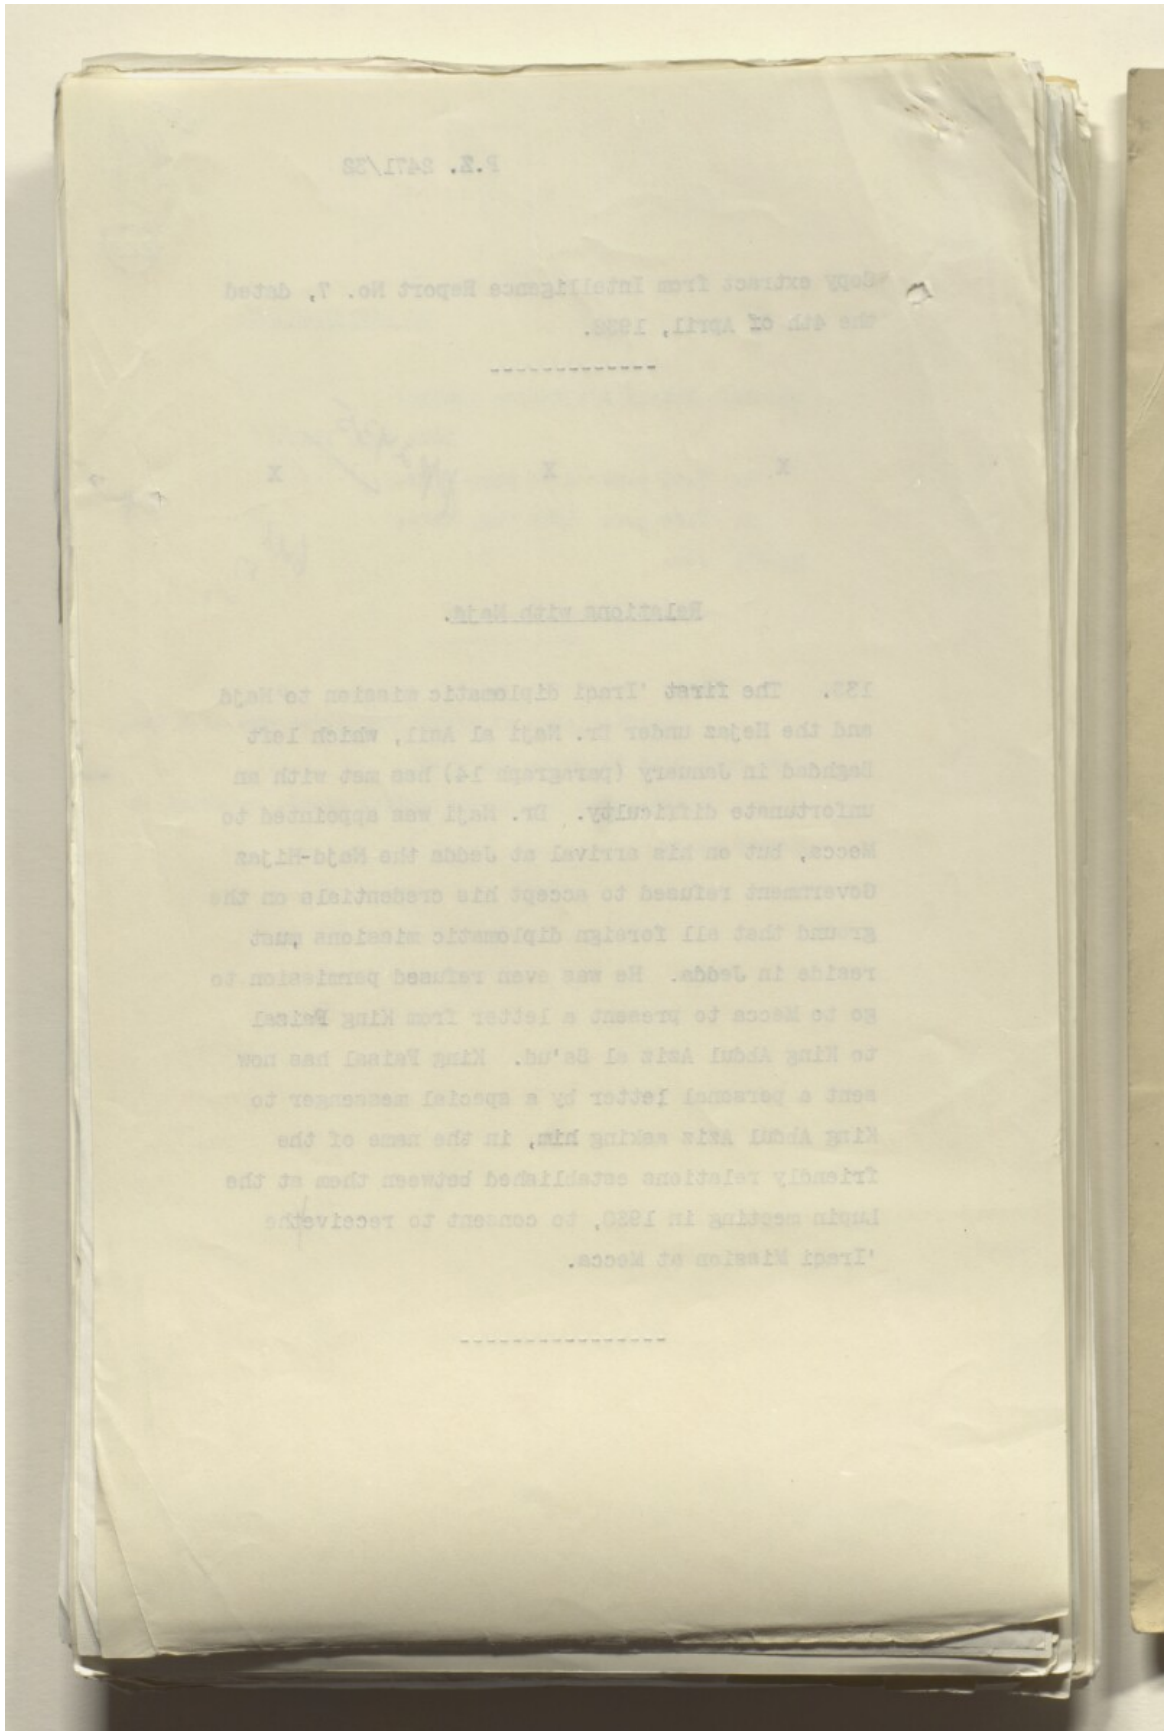 P.Z. 2471/32
Copy extract from Intelligence Report No. 7, dated
the 4th of April, 1932.
--------------
X X X
Relations with Najd.
The first 'Iraqi diplomatic mission to Najd
and the Hejaz under Dr. Naji al Asil, which left
Baghdad in January (paragraph 14) has met with an
unfortunate difficulty. Dr. Naji was appointed to
Mecca, but on his arrival at Jedda the Najd-Hijaz
Government refused to accept his credentials on the
ground that all foreign diplomatic missions must
reside in Jedda. He was even refused permission to
go to Mecca to present a letter from King Faisal
to King Abdul Aziz al Sa'ud. King Faisal has now
sent a personal letter by a special messenger to
King Abdul Aziz asking him, in the name of the
friendly relations established between them at the
Lupin meeting in 1930, to consent to receive the
'Iraqi Mission at Mecca.
-----------------